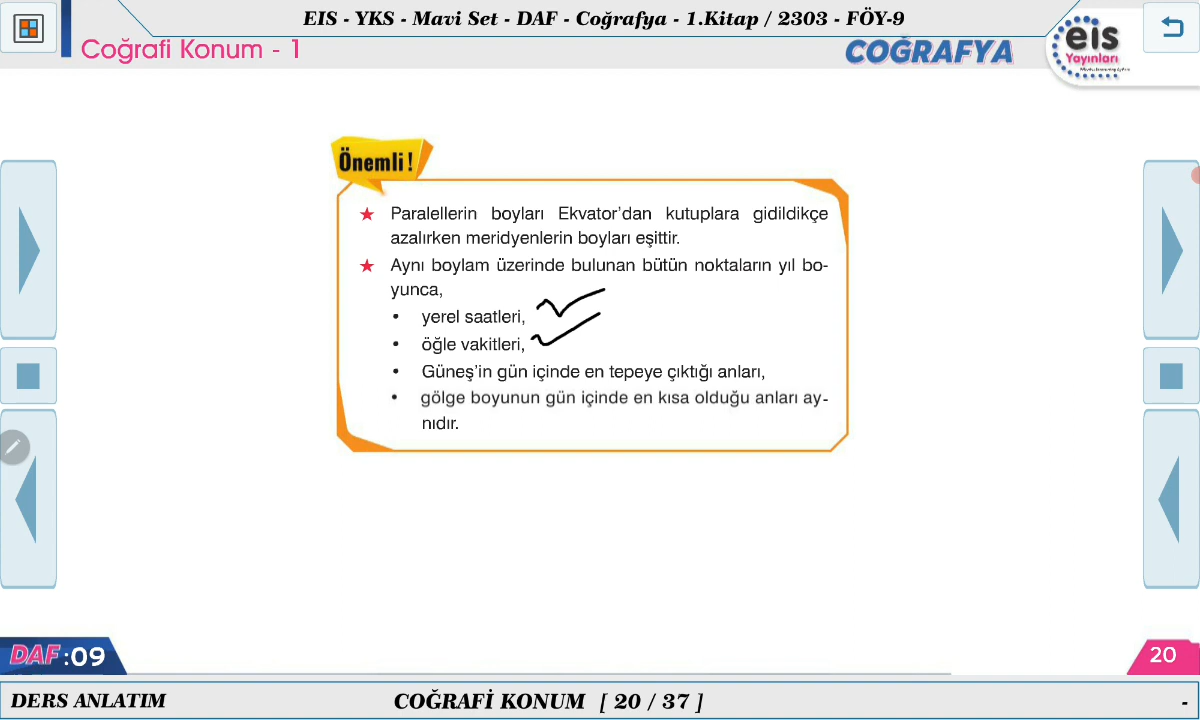 EIS - YKS - Mavi Set - DAF - Coğrafya - 1.Kitap / 2303 - FÖY-9
Coğrafi Konum - 1
COĞRAFYA
eis
Yayınları
Önemli!
★ Paralellerin boyları Ekvator’dan kutuplara gidildikçe
azalırken meridyenlerin boyları eşittir.
★ Aynı boylam üzerinde bulunan bütün noktaların yıl bo-
yunca,
• yerel saatleri,
• öğle vakitleri,
• Güneş’in gün içinde en tepeye çıktığı anları,
• gölge boyunun gün içinde en kısa olduğu anları ay-
nıdır.
DAF:09
20
DERS ANLATIM
COĞRAFİ KONUM [ 20 / 37 ]
-